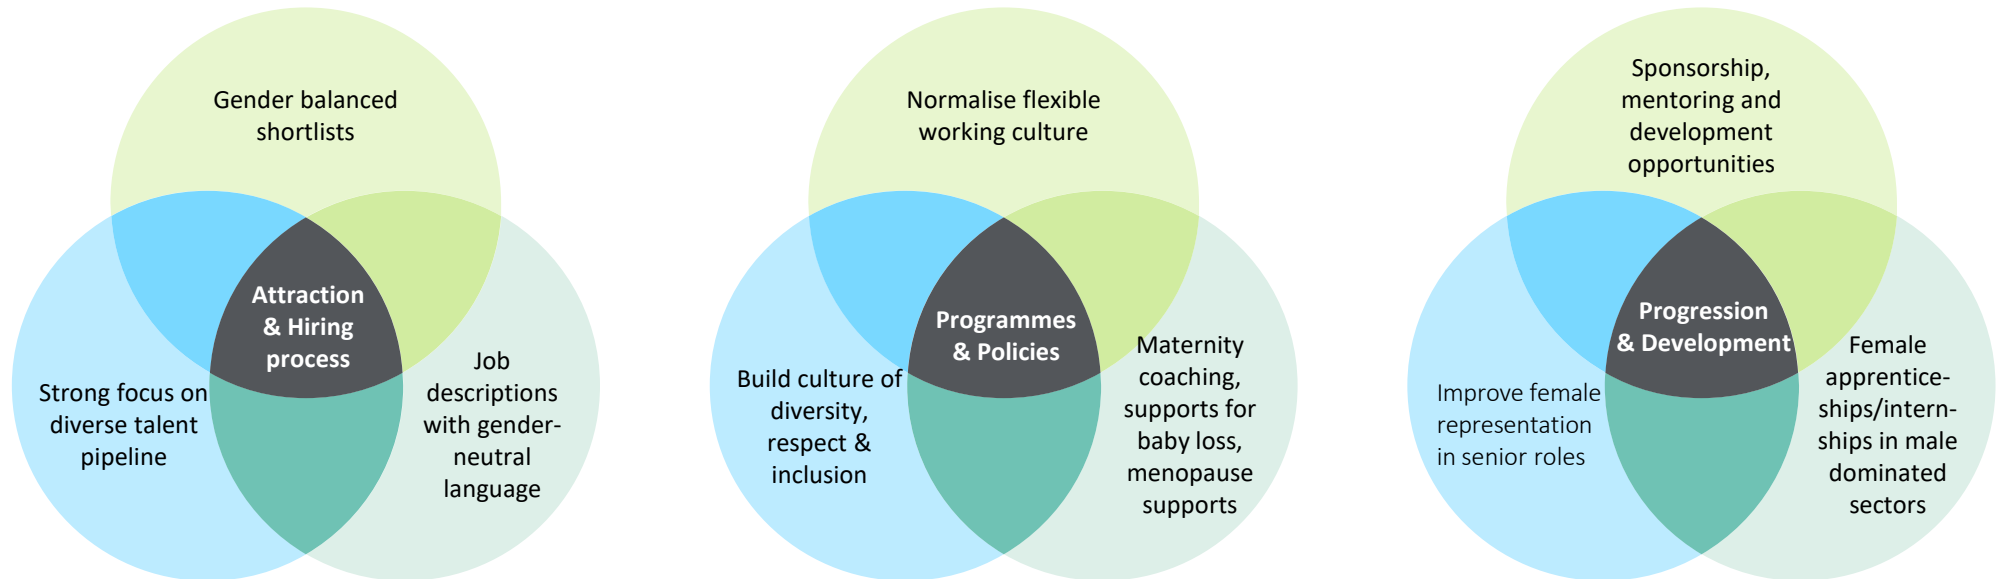 Gender balanced
shortlists
Attraction
& Hiring
process
Strong focus on
diverse talent
pipeline
Job
descriptions
with gender-
neutral
language
Normalise flexible
working culture
Programmes
& Policies
Build culture of
diversity,
respect &
inclusion
Maternity
coaching,
supports for
baby loss,
menopause
supports
Sponsorship,
mentoring and
development
opportunities
Progression
& Development
Improve female
representation
in senior roles
Female
apprentice-
ships/intern-
ships in male
dominated
sectors